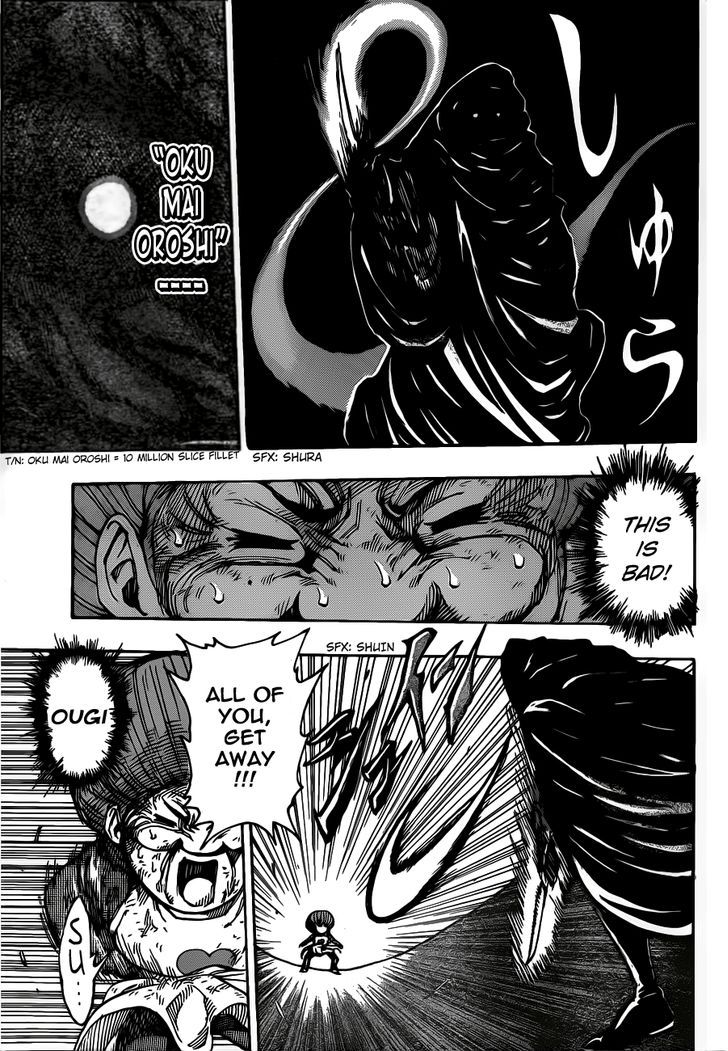 しゅら
"OKU
MAI
OROSHI"
T/N: OKU MAI OROSHI = 10 MILLION SLICE FILLET
SFX: SHURA
THIS
IS
BAD!
SFX: SHUIN
ALL OF
YOU,
GET
AWAY
!!!
OUGI
SU...